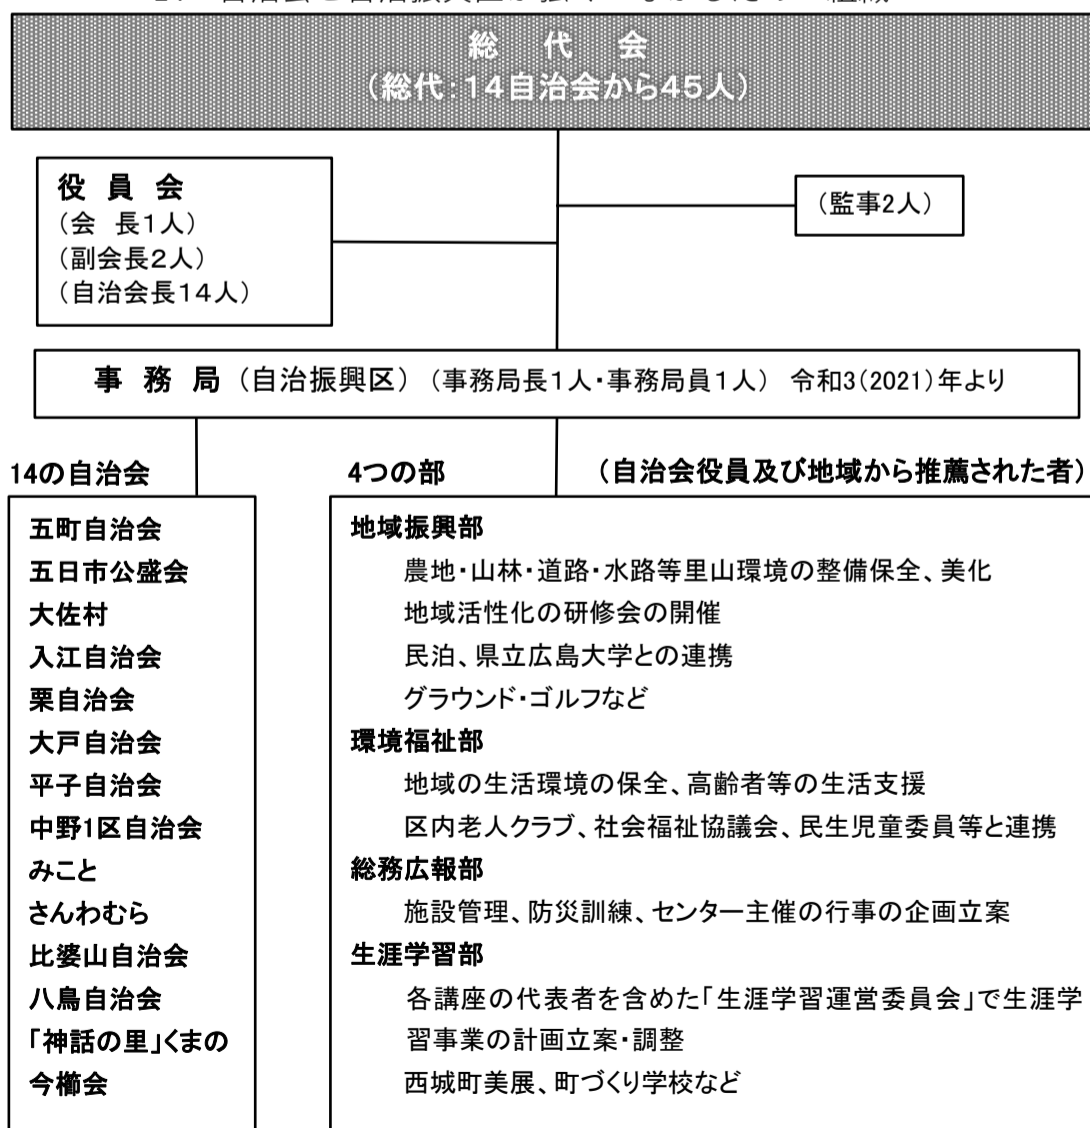 総 代 会
(総代:14自治会から45人)
役 員 会
(会 長1人)
(副会長2人)
(自治会長14人)
(監事2人)
事 務 局 (自治振興区) (事務局長1人・事務局員1人) 令和3(2021)年より
14の自治会
五町自治会
五日市公盛会
大佐村
入江自治会
栗自治会
大戸自治会
平子自治会
中野1区自治会
みこと
さんわむら
比婆山自治会
八鳥自治会
「神話の里」くまの
今櫛会
4つの部 (自治会役員及び地域から推薦された者)
地域振興部
農地・山林・道路・水路等里山環境の整備保全、美化
地域活性化の研修会の開催
民泊、県立広島大学との連携
グラウンド・ゴルフなど
環境福祉部
地域の生活環境の保全、高齢者等の生活支援
区内老人クラブ、社会福祉協議会、民生児童委員等と連携
総務広報部
施設管理、防災訓練、センター主催の行事の企画立案
生涯学習部
各講座の代表者を含めた「生涯学習運営委員会」で生涯学
習事業の計画立案・調整
西城町美展、町づくり学校など